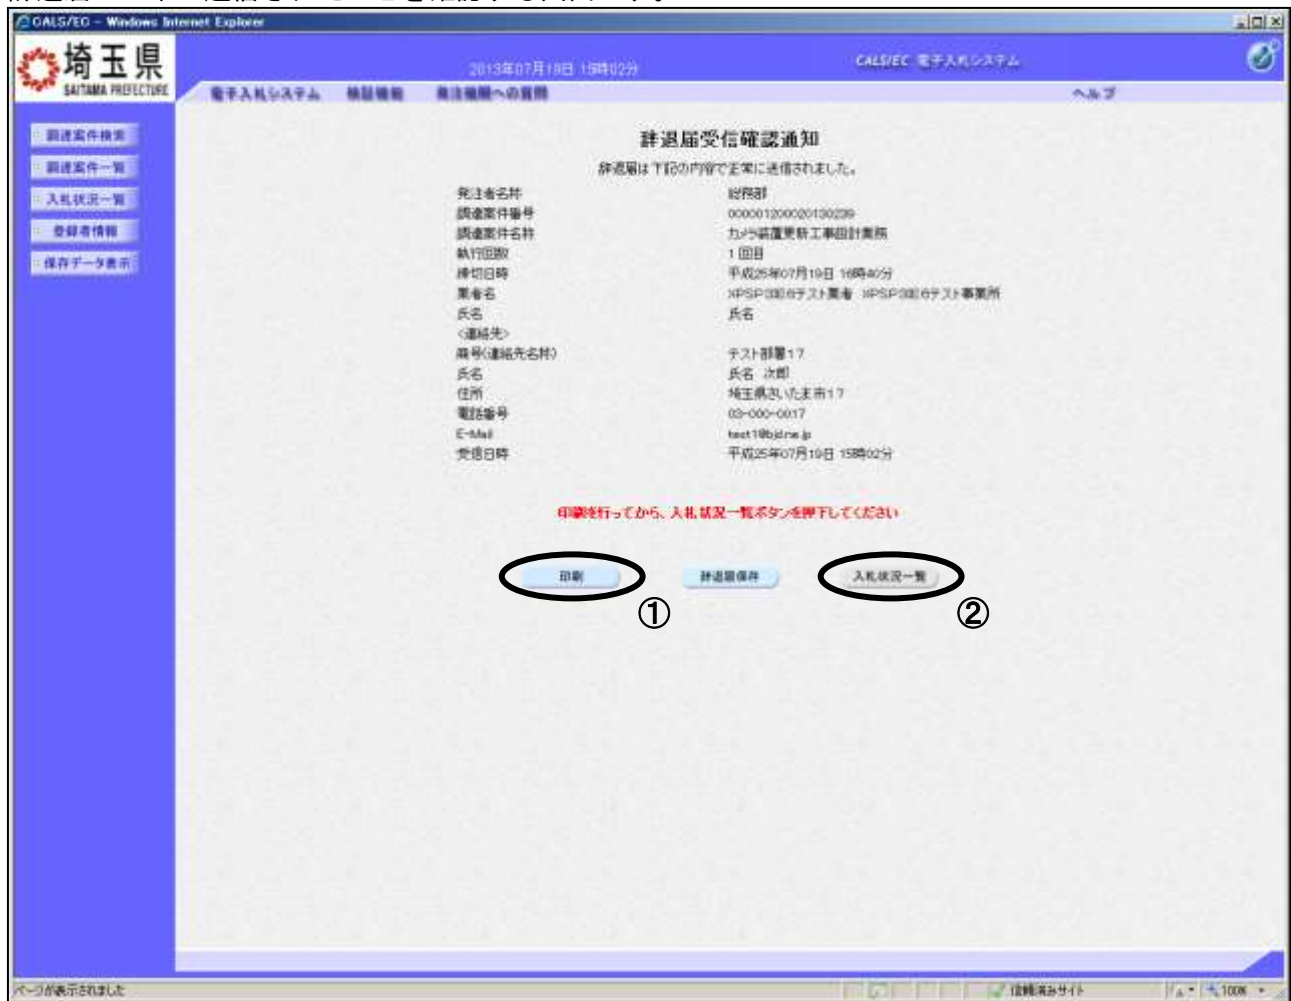 CALS/EC - Windows Internet Explorer
埼玉県
SAITAMA PREFECTURE
2013年07月19日 15時02分
CALS/EC 電子入札システム
電子入札システム 検証機能 発注機関への質問 ヘルプ
調達案件検索
調達案件一覧
入札状況一覧
登録者情報
保存データ表示
辞退届受信確認通知
辞退届は下記の内容で正常に送信されました。
発注者名称 総務部
調達案件番号 000001200020130239
調達案件名称 カメラ装置更新工事設計業務
執行回数 1回目
締切日時 平成25年07月19日 16時40分
業者名
氏名 氏名
<連絡先>
商号(連絡先名称) テスト部署17
氏名 氏名 次郎
住所 埼玉県さいたま市17
電話番号 03-000-0017
E-Mail
受信日時 平成25年07月19日 15時02分
印刷を行ってから、入札状況一覧ボタンを押下してください
印刷 辞退届保存 入札状況一覧
① ②
ページが表示されました 信頼済みサイト 100%